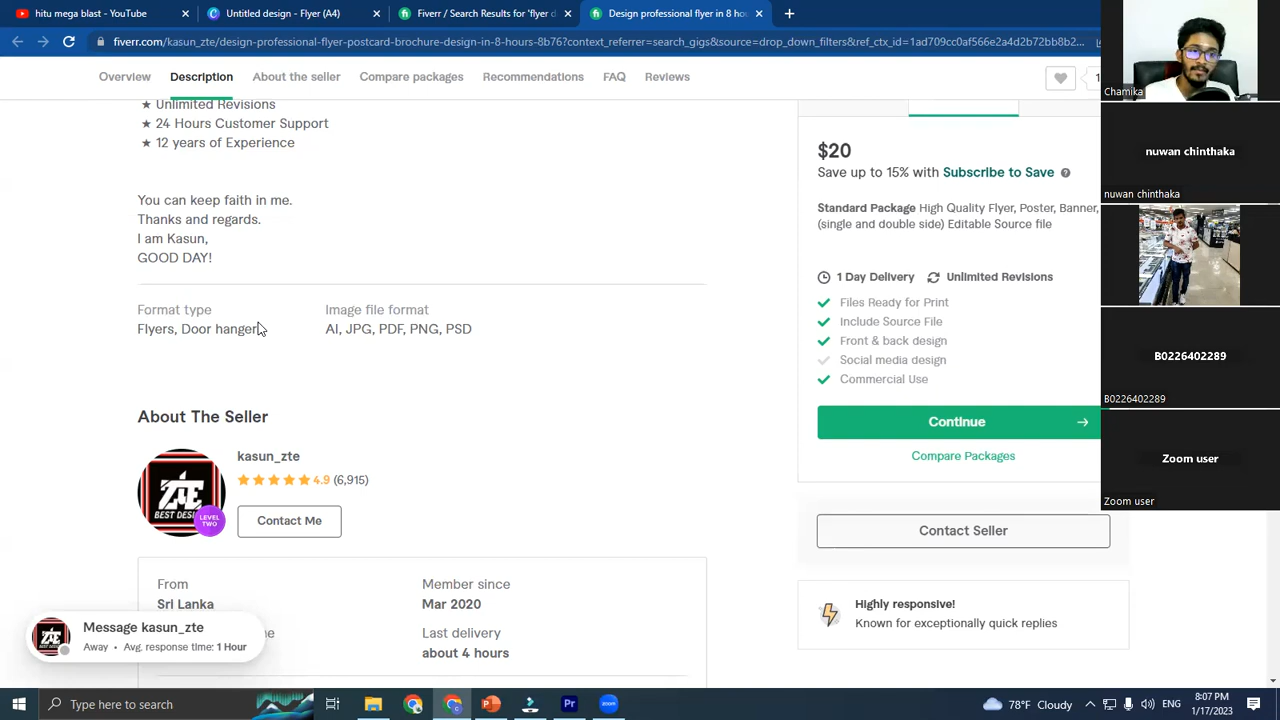 hitu mega blast - YouTube
Untitled design - Flyer (A4)
Fiverr / Search Results for 'flyer d
Design professional flyer in 8 ho
fiverr.com/kasun_zte/design-professional-flyer-postcard-brochure-design-in-8-hours-8b76?context_referrer=search_gigs&source=drop_down_filters&ref_ctx_id=1ad709cc0af566e2a4d2b72bb8b2...
Overview Description About the seller Compare packages Recommendations FAQ Reviews
★ Unlimited Revisions
★ 24 Hours Customer Support
★ 12 years of Experience
You can keep faith in me.
Thanks and regards.
I am Kasun,
GOOD DAY!
Format type
Flyers, Door hanger
Image file format
AI, JPG, PDF, PNG, PSD
About The Seller
ZTE
BEST DESI
LEVEL
TWO
kasun_zte
4.9 (6,915)
Contact Me
From
Sri Lanka
Member since
Mar 2020
Last delivery
about 4 hours
Message kasun_zte
Away • Avg. response time: 1 Hour
$20
Save up to 15% with Subscribe to Save
Standard Package High Quality Flyer, Poster, Banner,
(single and double side) Editable Source file
1 Day Delivery Unlimited Revisions
Files Ready for Print
Include Source File
Front & back design
Social media design
Commercial Use
Continue
Compare Packages
Contact Seller
Highly responsive!
Known for exceptionally quick replies
Chamika
nuwan chinthaka
nuwan chinthaka
B0226402289
B0226402289
Zoom user
Zoom user
Type here to search
zoom
78°F Cloudy
ENG
8:07 PM
1/17/2023